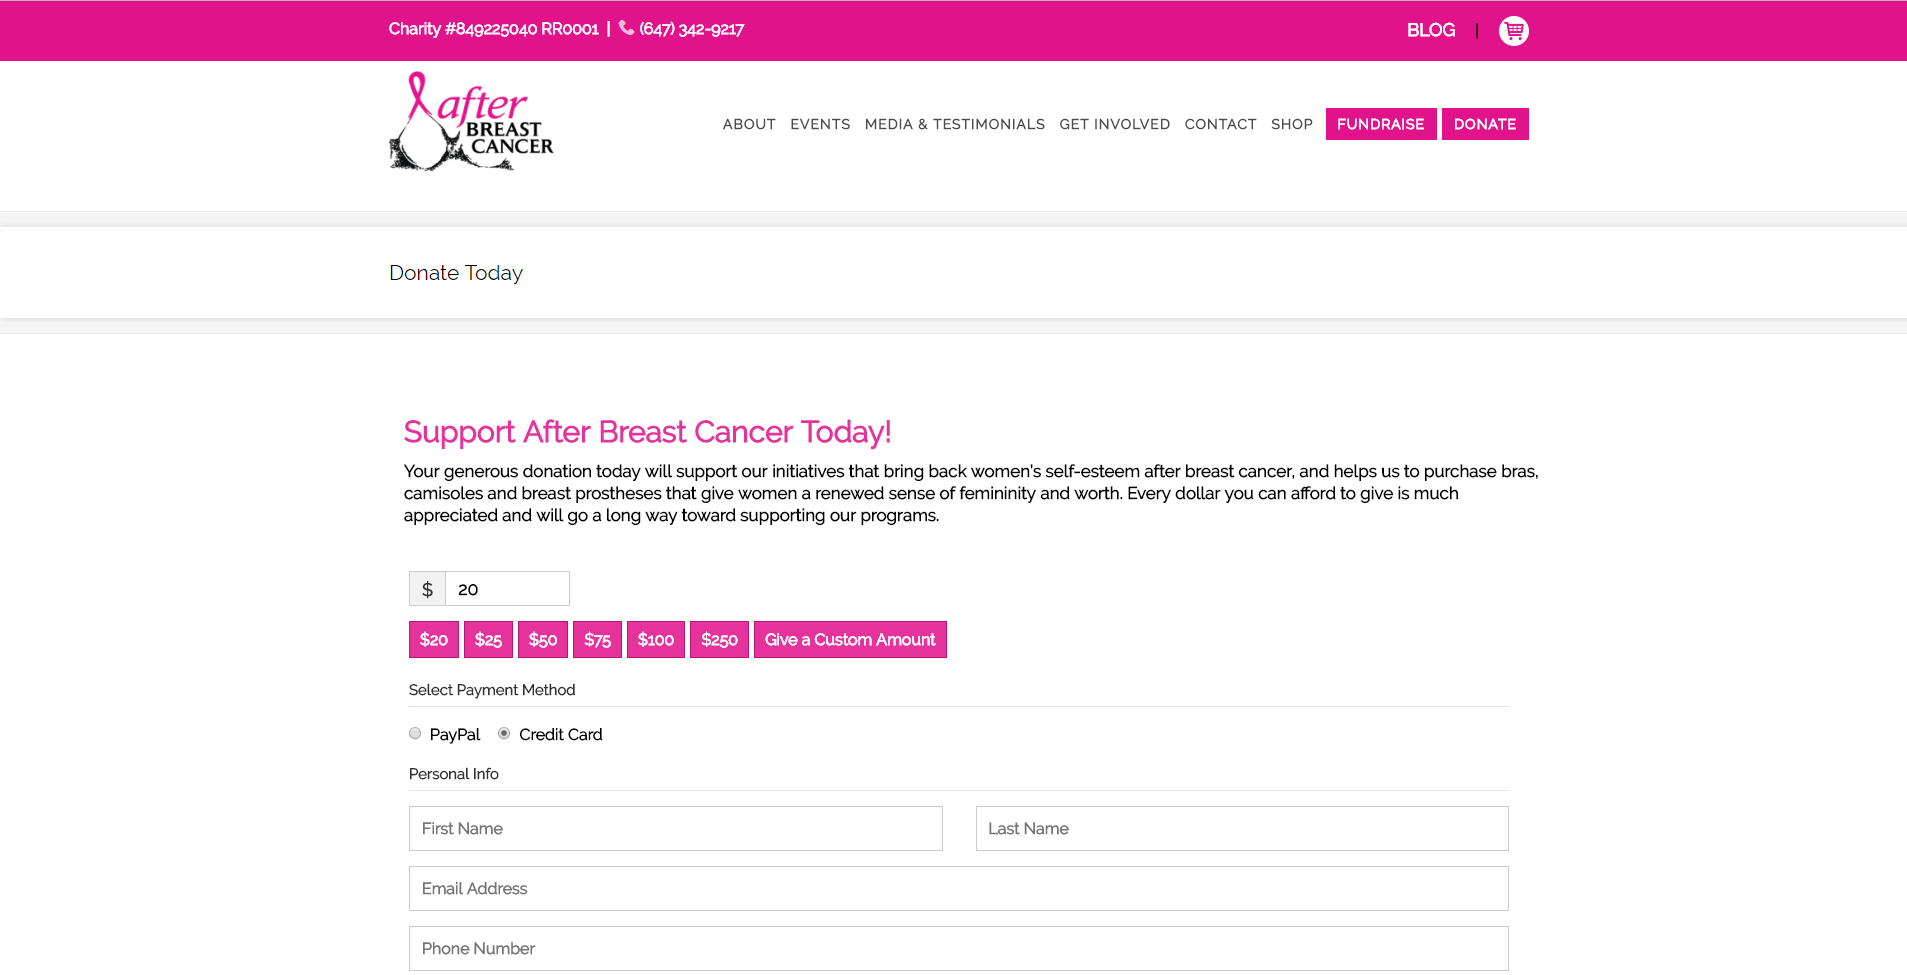 Charity #849225040 RR0001 | (647) 342-9217
BLOG |
after
BREAST
CANCER
ABOUT EVENTS MEDIA & TESTIMONIALS GET INVOLVED CONTACT SHOP FUNDRAISE DONATE
Donate Today
Support After Breast Cancer Today!
Your generous donation today will support our initiatives that bring back women's self-esteem after breast cancer, and helps us to purchase bras,
camisoles and breast prostheses that give women a renewed sense of femininity and worth. Every dollar you can afford to give is much
appreciated and will go a long way toward supporting our programs.
$ 20
$20 $25 $50 $75 $100 $250 Give a Custom Amount
Select Payment Method
PayPal Credit Card
Personal Info
First Name Last Name
Email Address
Phone Number